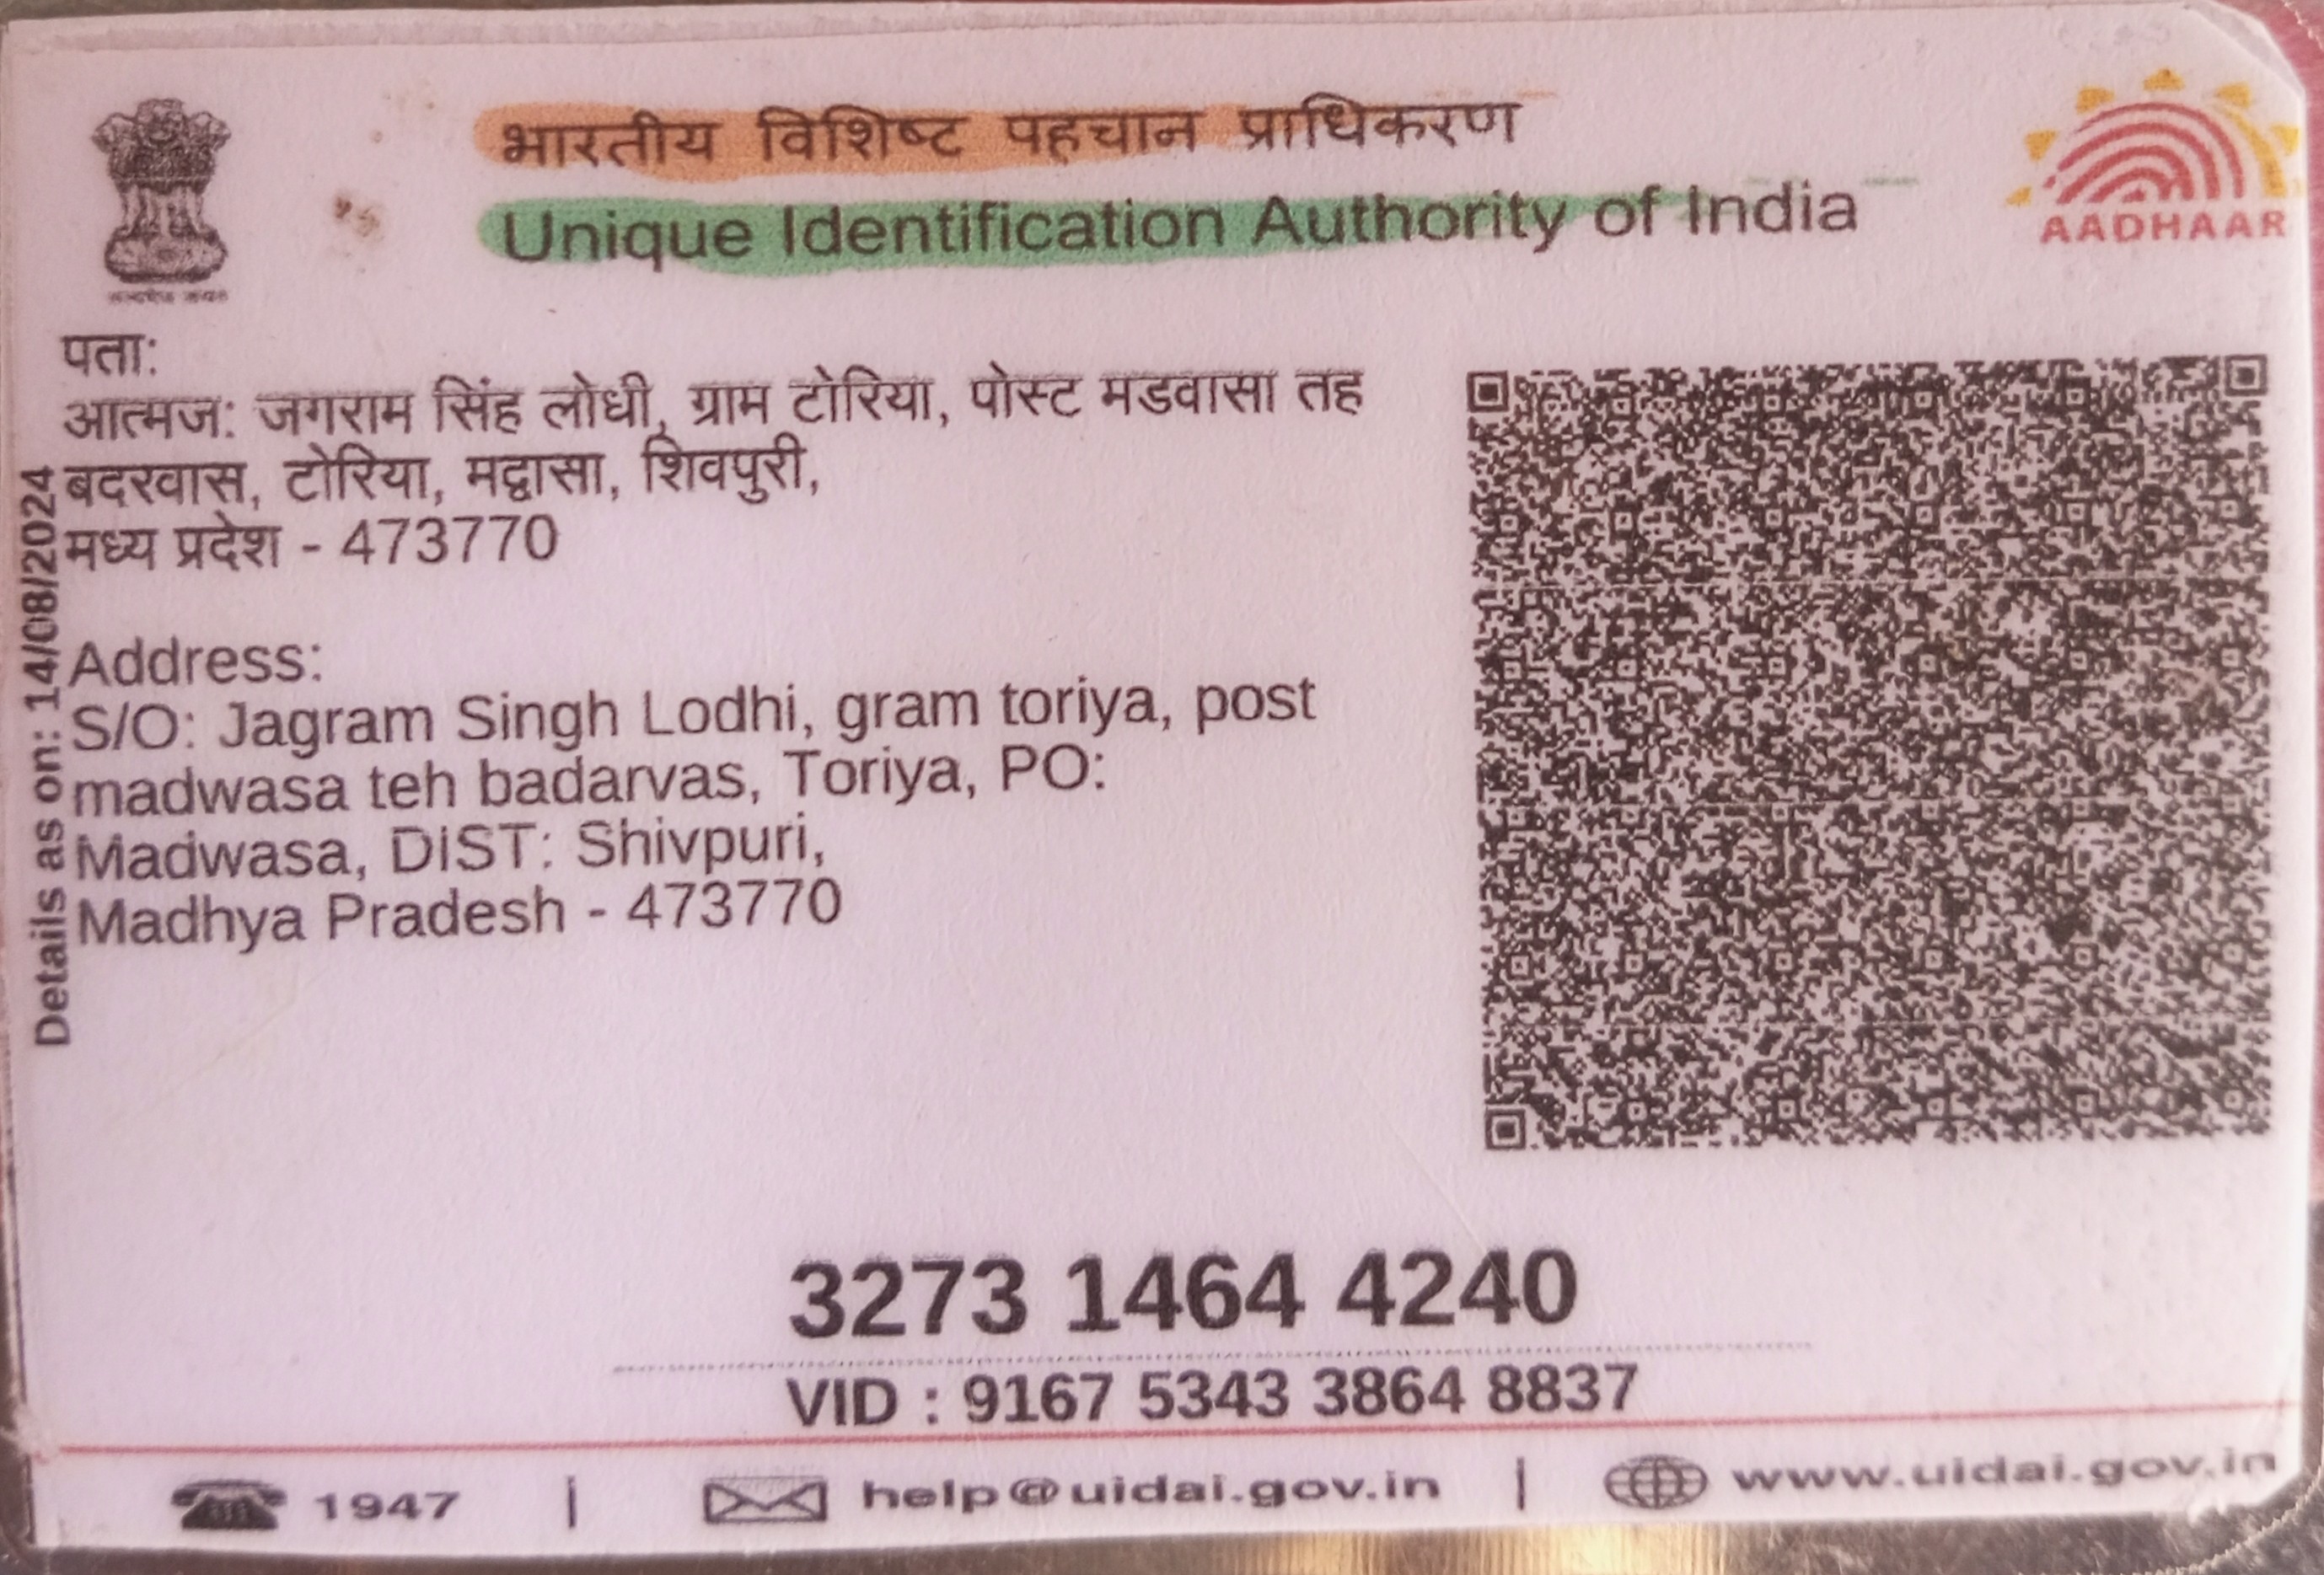 भारतीय विशिष्ट पहचान प्राधिकरण
Unique Identification Authority of India
AADHAAR
पता:
आत्मज: जगराम सिंह लोधी, ग्राम टोरिया, पोस्ट मडवासा तह
बदरवास, टोरिया, मद्वासा, शिवपुरी,
मध्य प्रदेश - 473770
Address:
S/O: Jagram Singh Lodhi, gram toriya, post
madwasa teh badarvas, Toriya, PO:
Madwasa, DIST: Shivpuri,
Madhya Pradesh - 473770
Details as on: 14/08/2024
3273 1464 4240
VID : 9167 5343 3864 8837
1947 | help@uidai.gov.in | www.uidai.gov.in